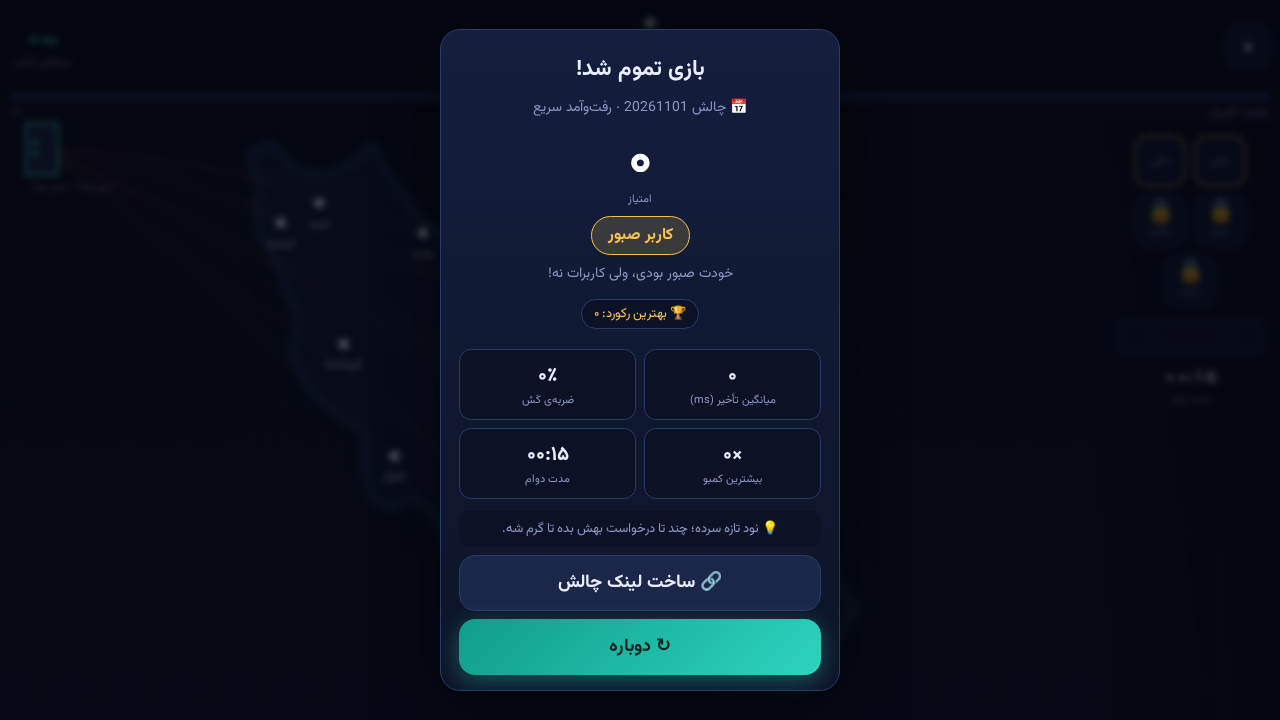 بازی تموم شد!
📅 چالش 20261101 · رفت‌وآمد سریع
۰
امتیاز
کاربر صبور
خودت صبور بودی، ولی کاربرات نه!
🏆 بهترین رکورد: ۰
۰
میانگین تأخیر (ms)
۰٪
ضربه‌ی کَش
۰×
بیشترین کمبو
۰۰:۱۵
مدت دوام
💡 نود تازه سرده؛ چند تا درخواست بهش بده تا گرم شه.
🔗 ساخت لینک چالش
↻ دوباره